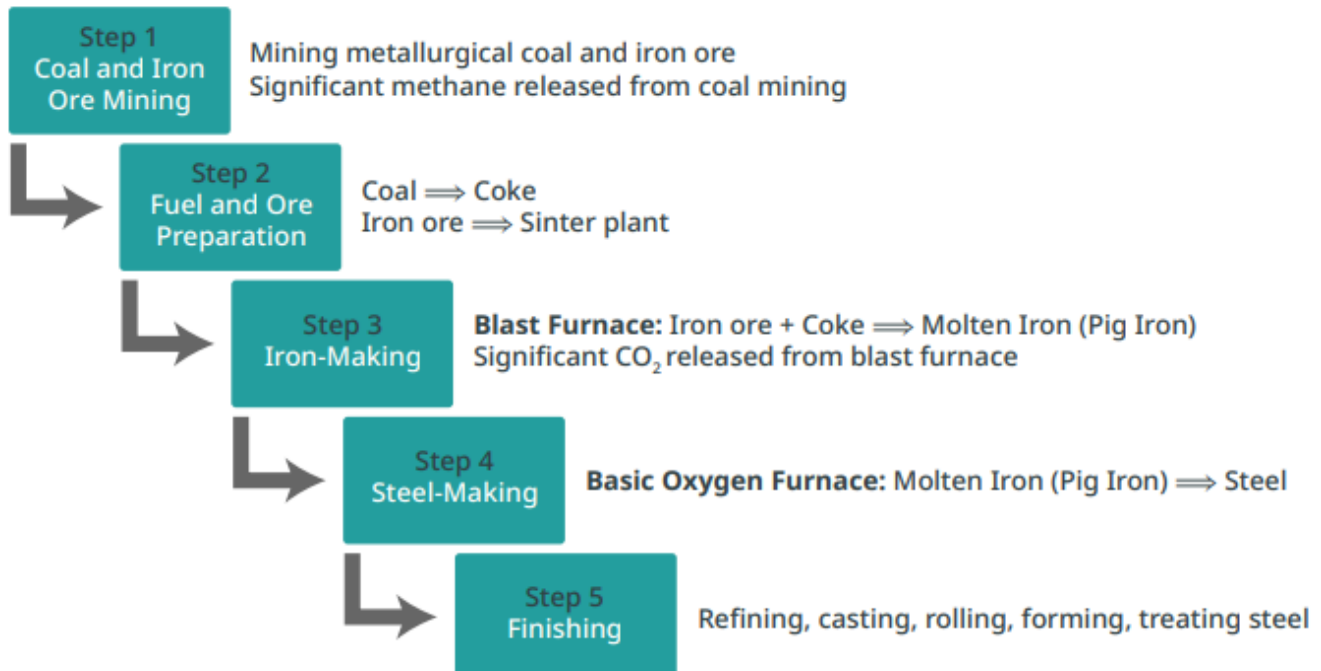 Step 1
Coal and Iron
Ore Mining
Mining metallurgical coal and iron ore
Significant methane released from coal mining
Step 2
Fuel and Ore
Preparation
Coal ⟹ Coke
Iron ore ⟹ Sinter plant
Step 3
Iron-Making
Blast Furnace: Iron ore + Coke ⟹ Molten Iron (Pig Iron)
Significant CO₂ released from blast furnace
Step 4
Steel-Making
Basic Oxygen Furnace: Molten Iron (Pig Iron) ⟹ Steel
Step 5
Finishing
Refining, casting, rolling, forming, treating steel